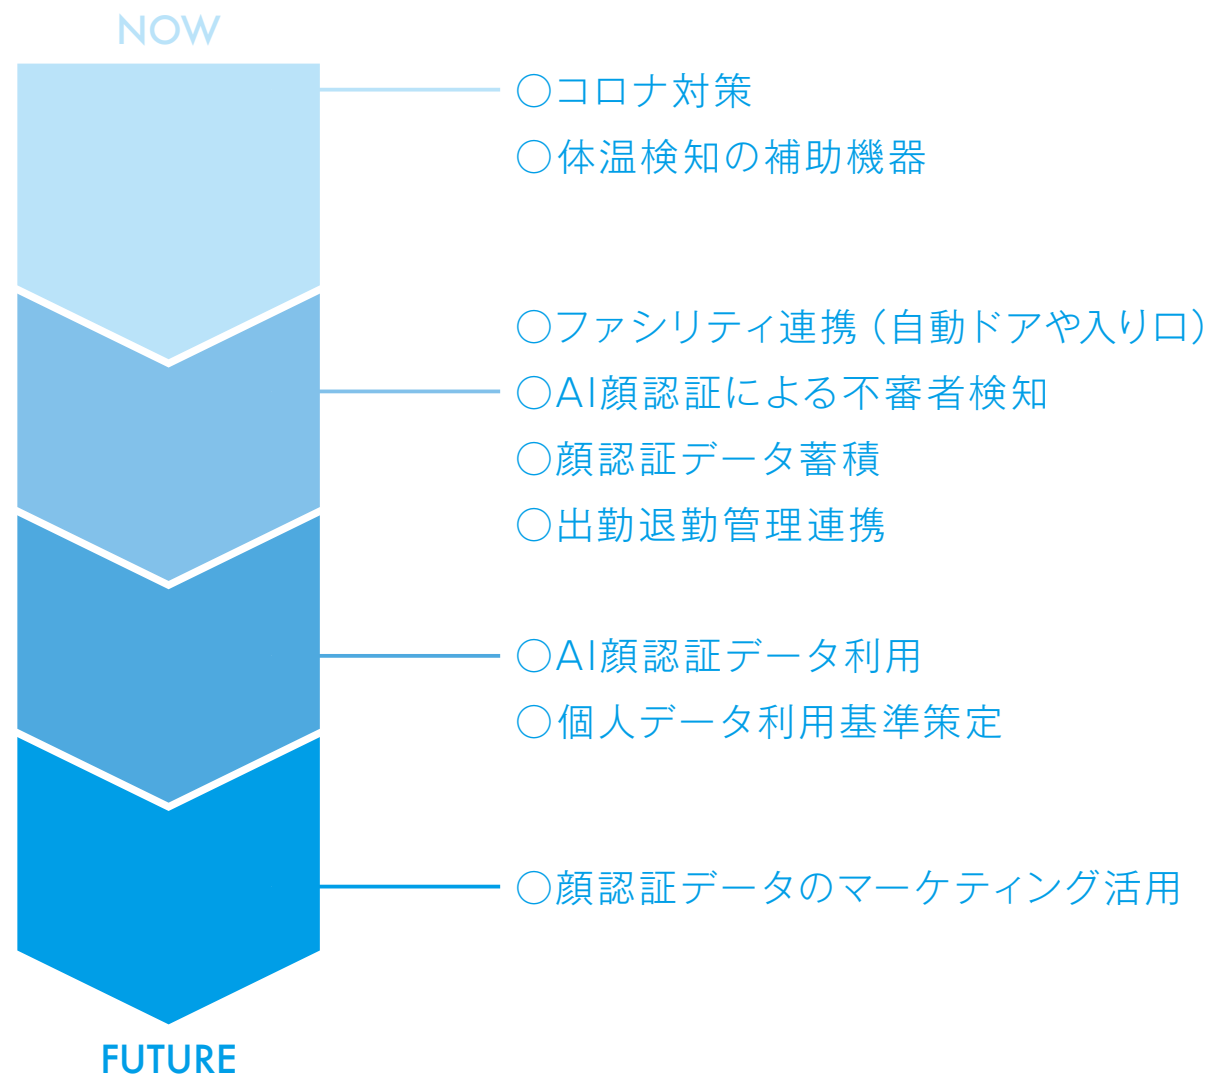 NOW
○コロナ対策
○体温検知の補助機器
○ファシリティ連携（自動ドアや入り口）
○AI顔認証による不審者検知
○顔認証データ蓄積
○出勤退勤管理連携
○AI顔認証データ利用
○個人データ利用基準策定
○顔認証データのマーケティング活用
FUTURE